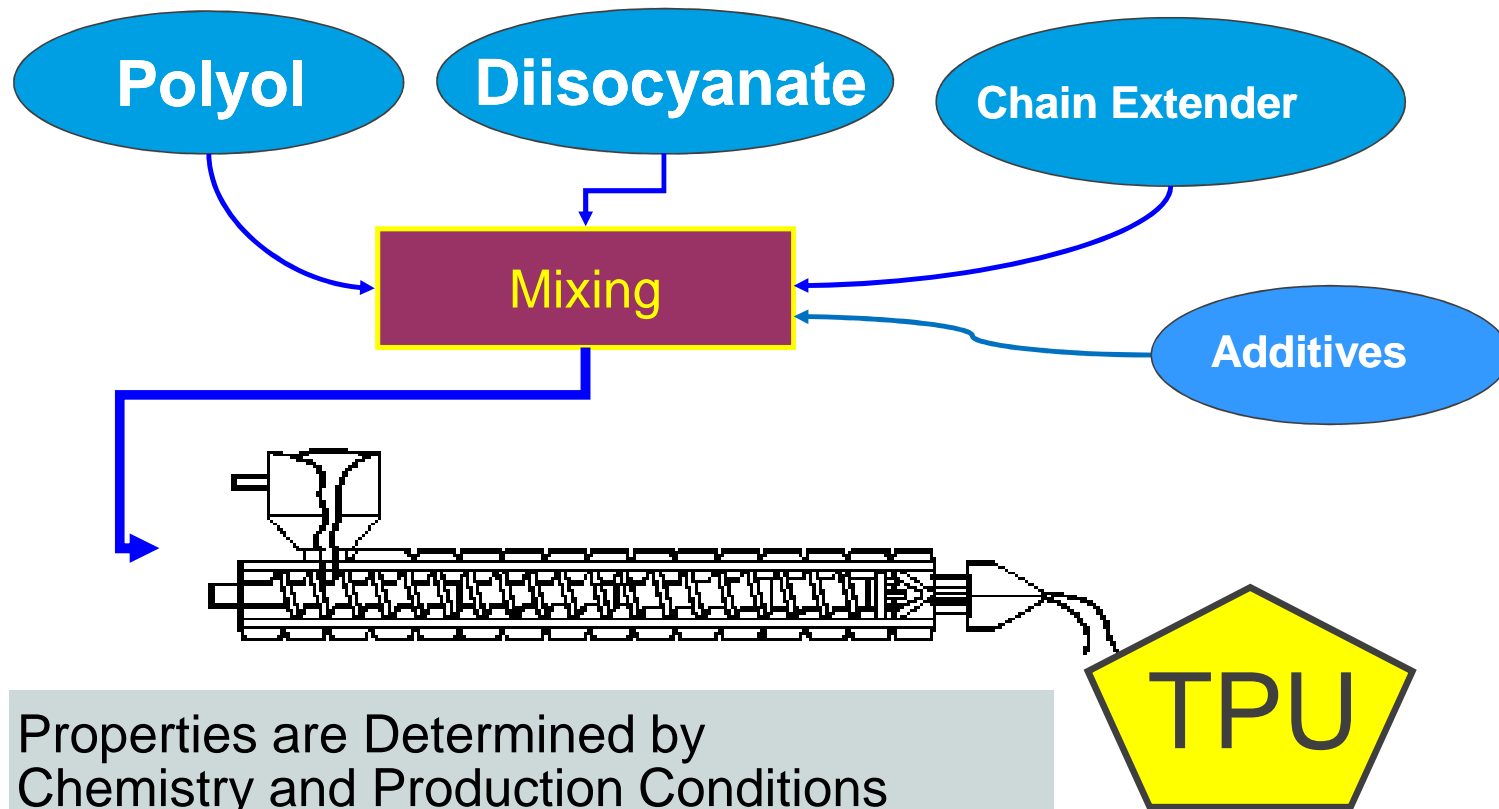 Polyol
Diisocyanate
Chain Extender
Mixing
Additives
TPU
Properties are Determined by
Chemistry and Production Conditions